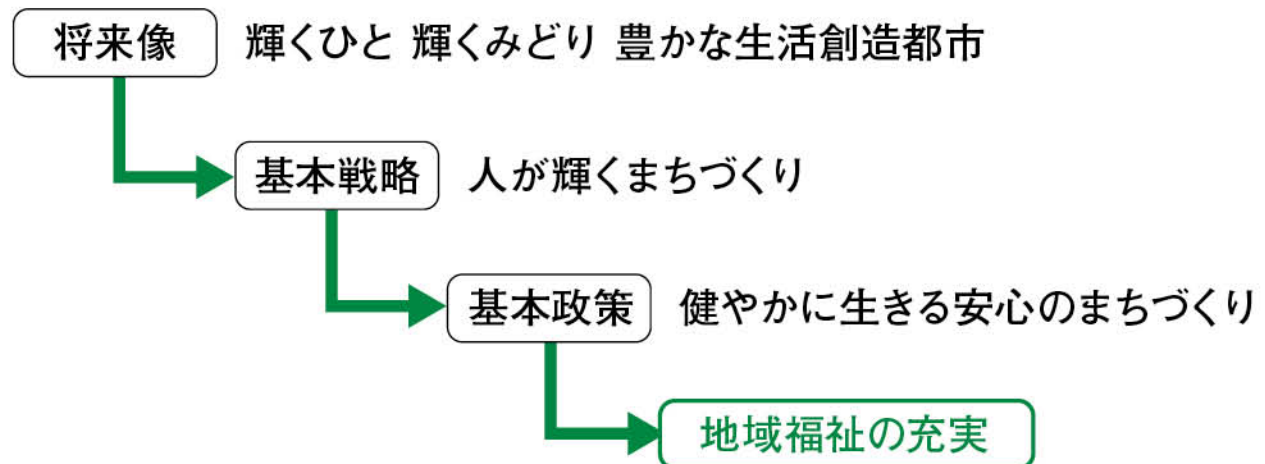 将来像 輝くひと 輝くみどり 豊かな生活創造都市
基本戦略 人が輝くまちづくり
基本政策 健やかに生きる安心のまちづくり
地域福祉の充実